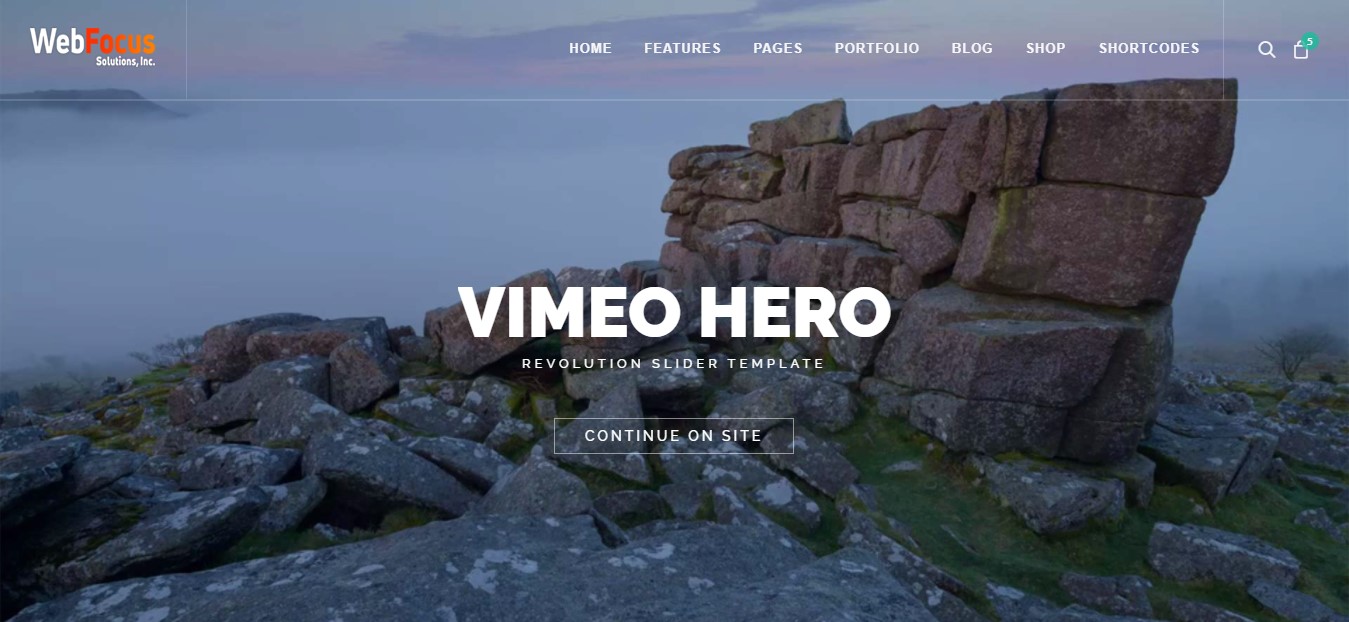 WebFocus
Solutions, Inc.
HOME FEATURES PAGES PORTFOLIO BLOG SHOP SHORTCODES
5
VIMEO HERO
REVOLUTION SLIDER TEMPLATE
CONTINUE ON SITE